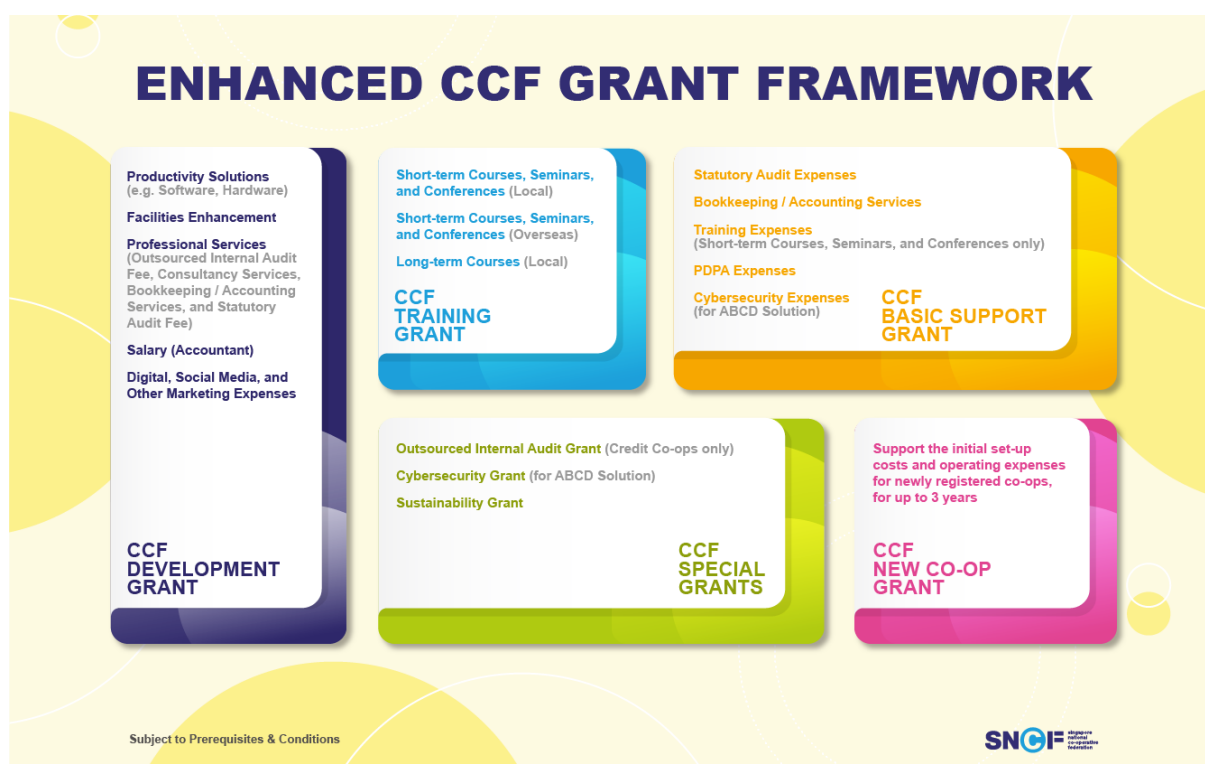 ENHANCED CCF GRANT FRAMEWORK
Productivity Solutions
(e.g. Software, Hardware)
Facilities Enhancement
Professional Services
(Outsourced Internal Audit
Fee, Consultancy Services,
Bookkeeping / Accounting
Services, and Statutory
Audit Fee)
Salary (Accountant)
Digital, Social Media, and
Other Marketing Expenses
CCF
DEVELOPMENT
GRANT
Short-term Courses, Seminars,
and Conferences (Local)
Short-term Courses, Seminars,
and Conferences (Overseas)
Long-term Courses (Local)
CCF
TRAINING
GRANT
Statutory Audit Expenses
Bookkeeping / Accounting Services
Training Expenses
(Short-term Courses, Seminars, and Conferences only)
PDPA Expenses
Cybersecurity Expenses
(for ABCD Solution)
CCF
BASIC SUPPORT
GRANT
Outsourced Internal Audit Grant (Credit Co-ops only)
Cybersecurity Grant (for ABCD Solution)
Sustainability Grant
CCF
SPECIAL
GRANTS
Support the initial set-up
costs and operating expenses
for newly registered co-ops,
for up to 3 years
CCF
NEW CO-OP
GRANT
Subject to Prerequisites & Conditions
SNCF
singapore
national
co-operative
federation